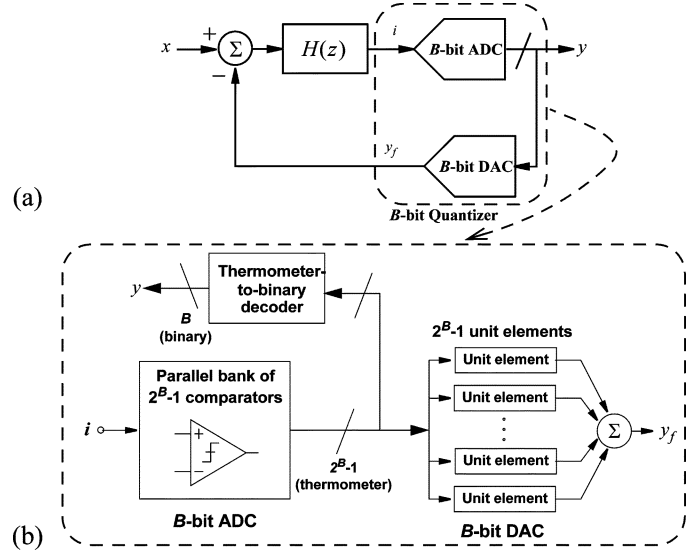 x + Σ H(z) i B-bit ADC y
−
y_f B-bit DAC
(a)
B-bit Quantizer
Thermometer-
to-binary
decoder
y
B
(binary)
2^B-1 unit elements
Parallel bank of
2^B-1 comparators
Unit element
Unit element
Unit element
Unit element
i
+
−
Σ y_f
2^B-1
(thermometer)
B-bit ADC
B-bit DAC
(b)